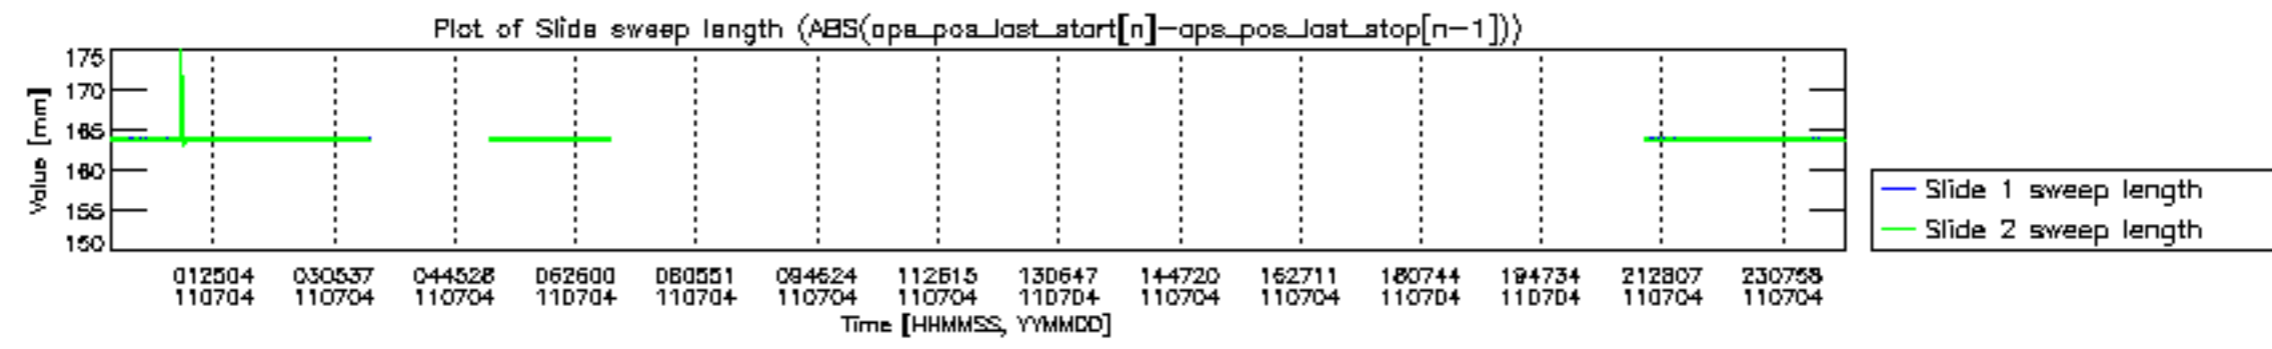 Plot of Slide sweep length (ABS(aps_pos_last_start[n]-aps_pos_last_stop[n-1]))
175
170
165
160
155
150
Value [mm]
012504 030537 044528 062600 080551 094624 112615 130647 144720 162711 180744 194734 212807 230758
110704 110704 110704 110704 110704 110704 110704 110704 110704 110704 110704 110704 110704 110704
Time [HHMMSS, YYMMDD]
Slide 1 sweep length
Slide 2 sweep length